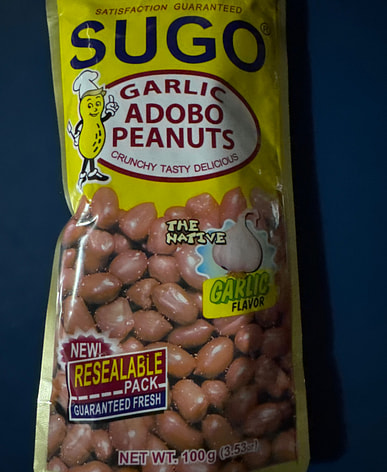 SATISFACTION GUARANTEED
SUGO®
GARLIC
ADOBO
PEANUTS
CRUNCHY TASTY DELICIOUS
THE
NATIVE
GARLIC
FLAVOR
NEW!
RESEALABLE
PACK
GUARANTEED FRESH
NET WT. 100g (3.53oz)